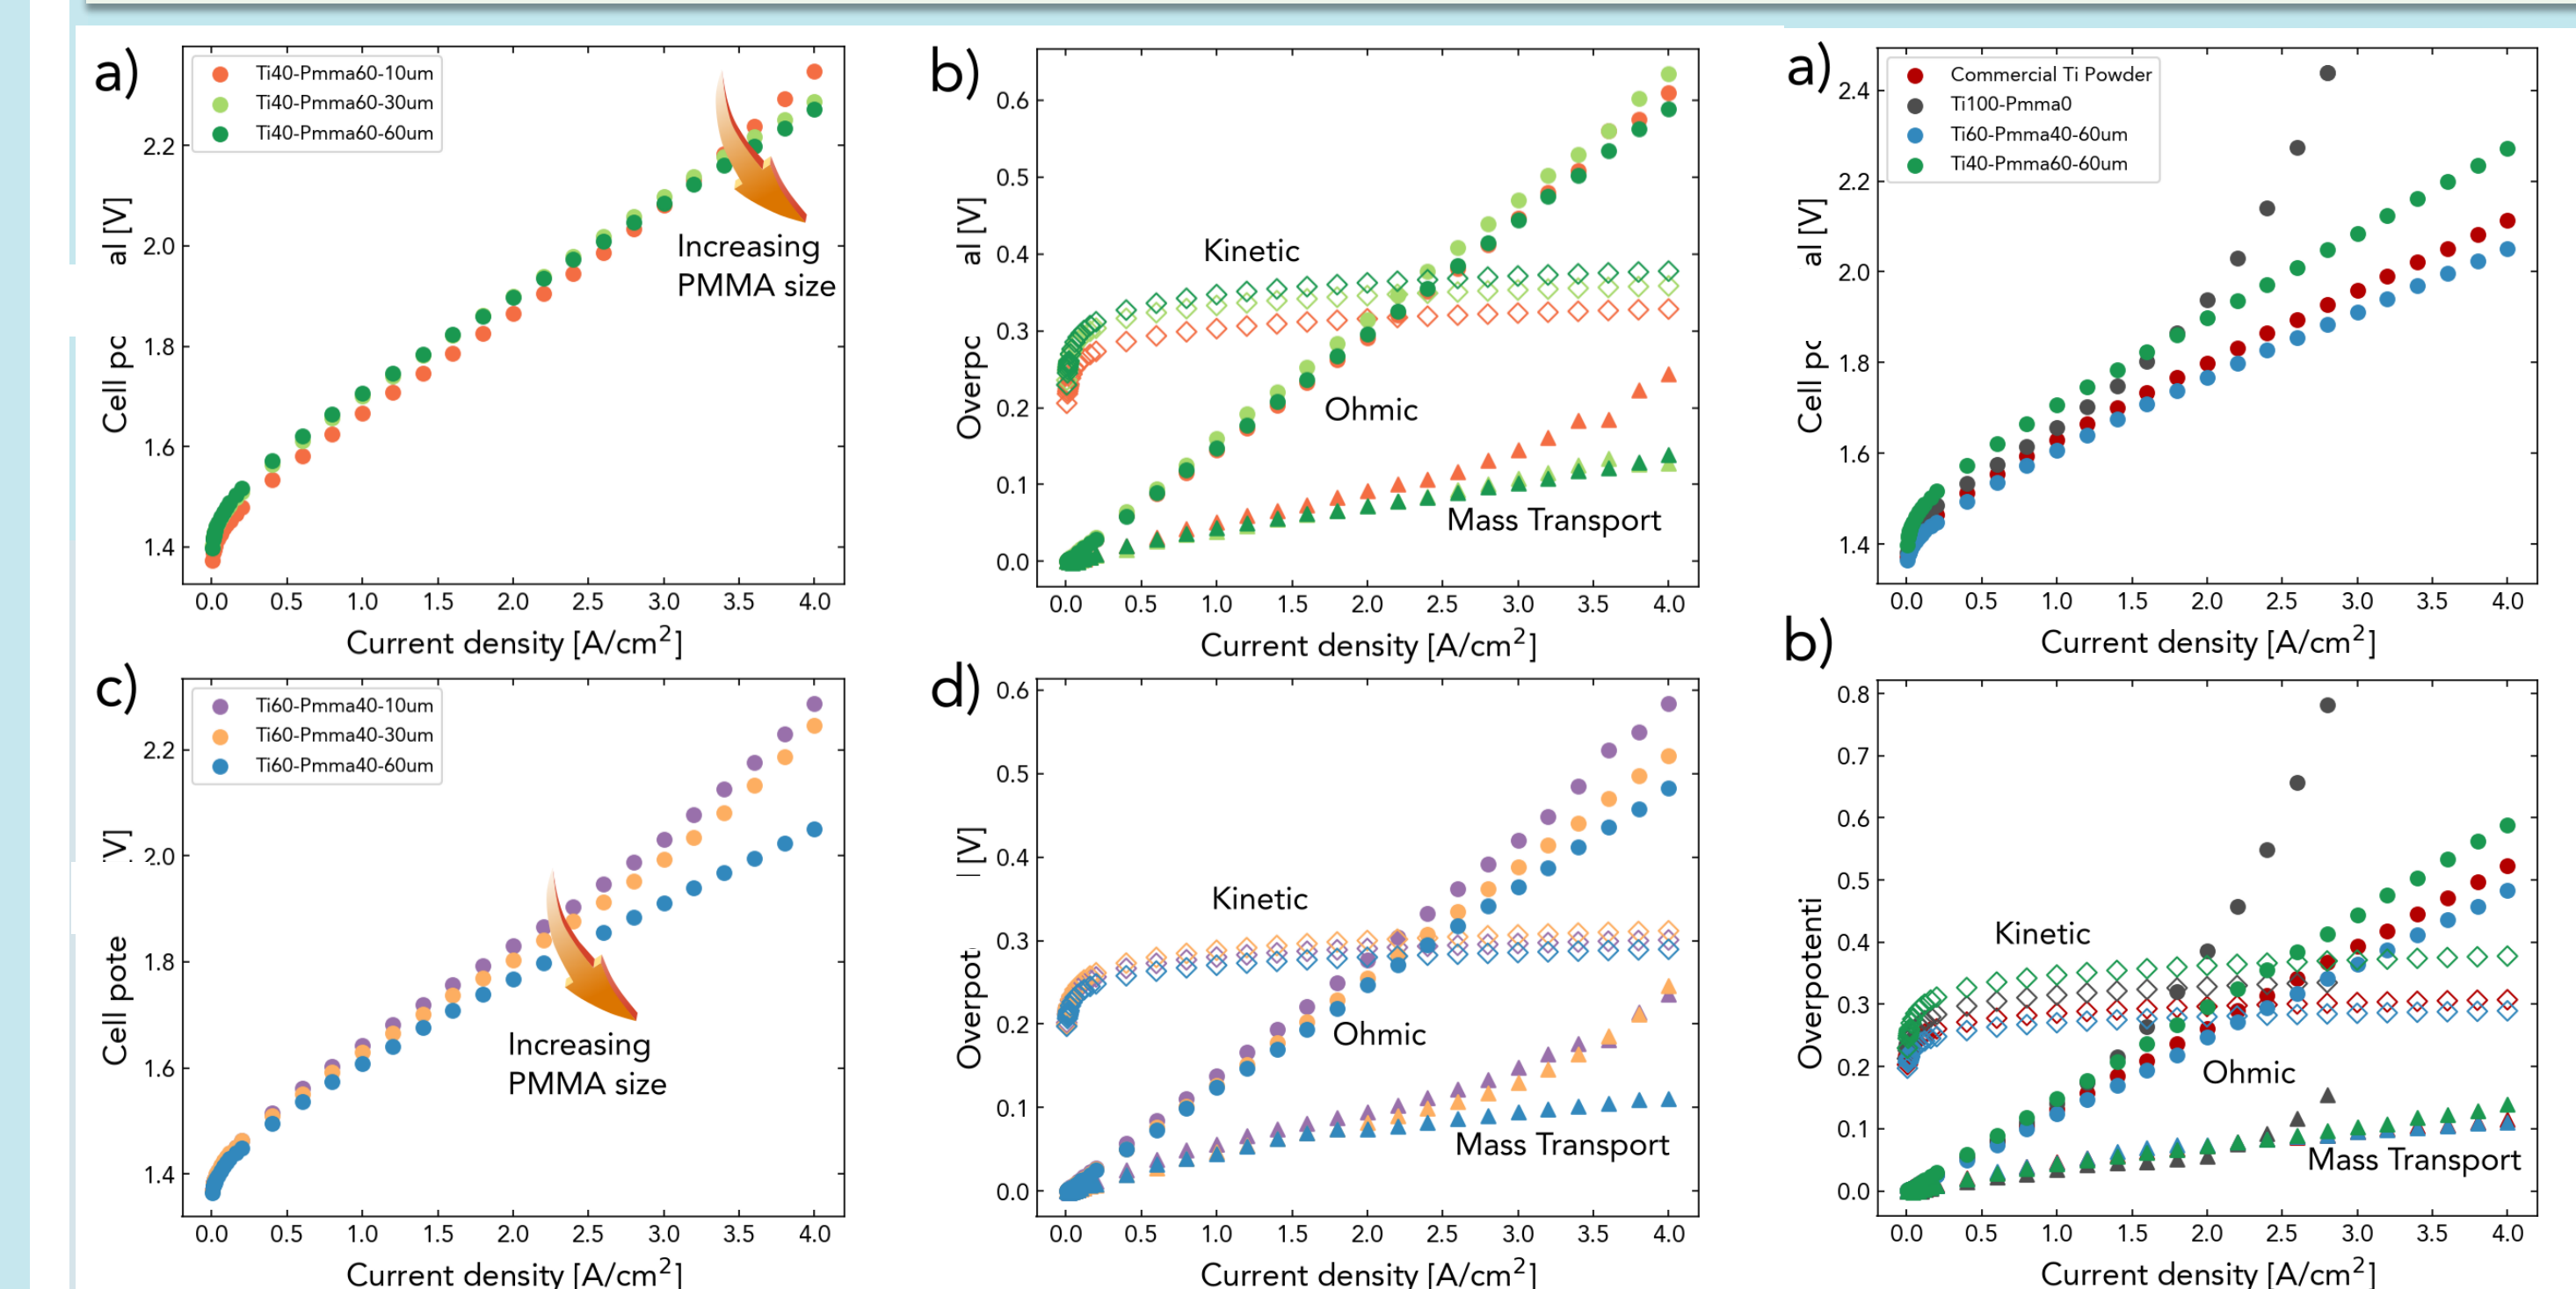 a)
Ti40-Pmma60-10um
Ti40-Pmma60-30um
Ti40-Pmma60-60um
2.2
2.0
1.8
1.6
1.4
Cell pc
al [V]
Increasing
PMMA size
0.0 0.5 1.0 1.5 2.0 2.5 3.0 3.5 4.0
Current density [A/cm²]
b)
0.6
0.5
0.4
0.3
0.2
0.1
0.0
Overpc
al [V]
Kinetic
Ohmic
Mass Transport
0.0 0.5 1.0 1.5 2.0 2.5 3.0 3.5 4.0
Current density [A/cm²]
a)
Commercial Ti Powder
Ti100-Pmma0
Ti60-Pmma40-60um
Ti40-Pmma60-60um
2.4
2.2
2.0
1.8
1.6
1.4
Cell pc
al [V]
0.0 0.5 1.0 1.5 2.0 2.5 3.0 3.5 4.0
Current density [A/cm²]
c)
Ti60-Pmma40-10um
Ti60-Pmma40-30um
Ti60-Pmma40-60um
2.2
2.0
1.8
1.6
1.4
Cell pote
V]
Increasing
PMMA size
0.0 0.5 1.0 1.5 2.0 2.5 3.0 3.5 4.0
Current density [A/cm²]
d)
0.6
0.5
0.4
0.3
0.2
0.1
0.0
Overpot
l [V]
Kinetic
Ohmic
Mass Transport
0.0 0.5 1.0 1.5 2.0 2.5 3.0 3.5 4.0
Current density [A/cm²]
b)
0.8
0.7
0.6
0.5
0.4
0.3
0.2
0.1
0.0
Overpotenti
Kinetic
Ohmic
Mass Transport
0.0 0.5 1.0 1.5 2.0 2.5 3.0 3.5 4.0
Current density [A/cm²]